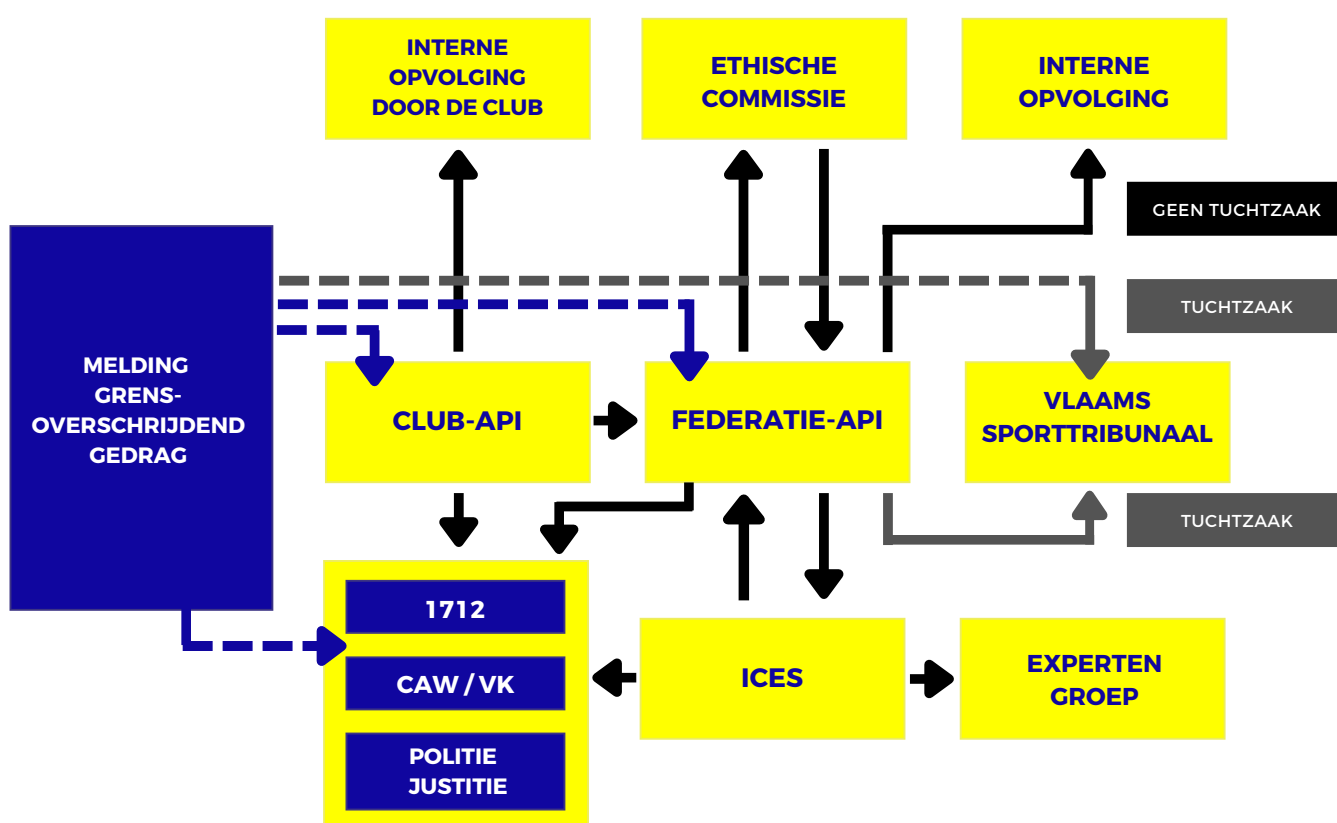 INTERNE
OPVOLGING
DOOR DE CLUB
ETHISCHE
COMMISSIE
INTERNE
OPVOLGING
GEEN TUCHTZAAK
TUCHTZAAK
MELDING
GRENS-
OVERSCHRIJDEND
GEDRAG
CLUB-API
FEDERATIE-API
VLAAMS
SPORTTRIBUNAAL
TUCHTZAAK
1712
CAW / VK
POLITIE
JUSTITIE
ICES
EXPERTEN
GROEP